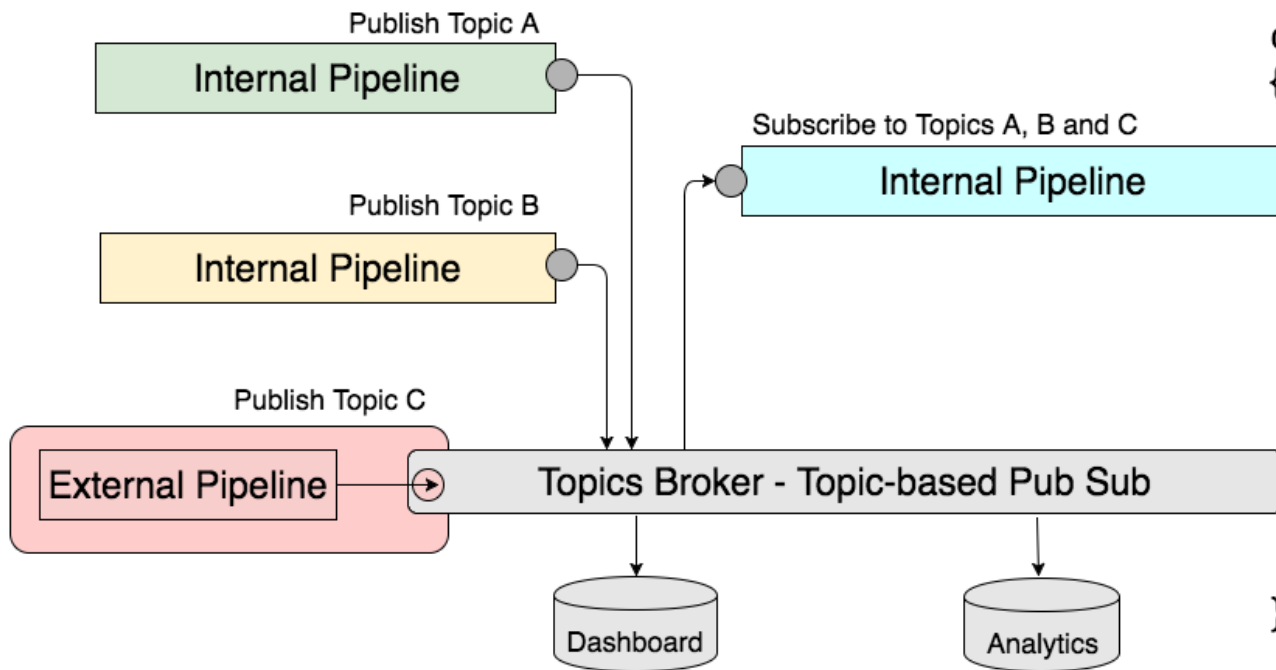 Publish Topic A
Internal Pipeline
Subscribe to Topics A, B and C
Internal Pipeline
Publish Topic B
Internal Pipeline
Publish Topic C
External Pipeline
Topics Broker - Topic-based Pub Sub
Dashboard
Analytics